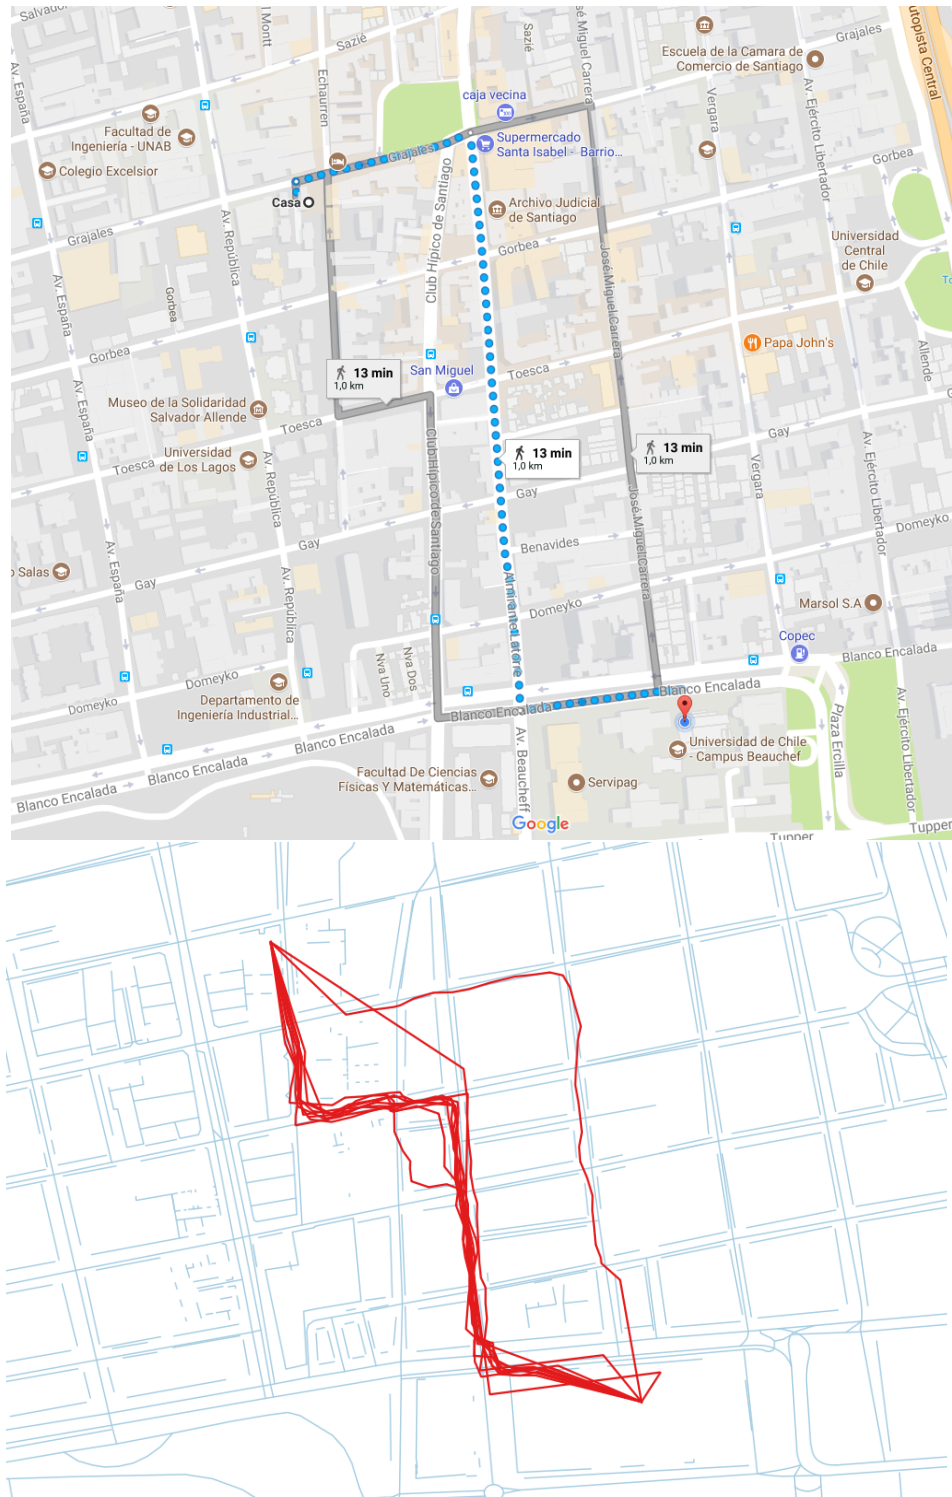 Salvador
Sazié
l Montt
Sazié
sé Miguel Carrera
Grajales
Autopista Central
Av. España
Echaurren
Escuela de la Camara de
Comercio de Santiago
caja vecina
Vergara
Av. Ejército Libertador
Facultad de
Ingeniería - UNAB
Supermercado
Santa Isabel - Barrio...
Colegio Excelsior
Grajales
Gorbea
Casa
Archivo Judicial
de Santiago
Av. República
Grajales
Club Hípico de Santiago
Gorbea
José Miguel Carrera
Universidad
Central
de Chile
Av. España
Gorbea
To
Gorbea
13 min
1,0 km
San Miguel
Toesca
Papa John's
Allende
Museo de la Solidaridad
Salvador Allende
Toesca
Gay
Universidad
de Los Lagos
Toesca
Av. República
Club Hípico de Santiago
13 min
1,0 km
13 min
1,0 km
Vergara
Av. Ejército Libertador
Gay
José Miguel Carrera
Domeyko
Av. España
Gay
Benavides
o Salas
Gay
Av. República
Almirante Latorre
Domeyko
Marsol S.A
Copec
Blanco Encalada
Nva Uno
Nva Dos
Domeyko
Domeyko
Departamento de
Ingeniería Industrial...
Blanco Encalada
Blanco Encalada
Plaza Ercilla
Av. Ejército Libertador
Blanco Encalada
Blanco Encalada
Blanco Encalada
Av. Beaucheff
Universidad de Chile
- Campus Beauchef
Facultad De Ciencias
Físicas Y Matemáticas...
Servipag
Google
Tupper
Tupper